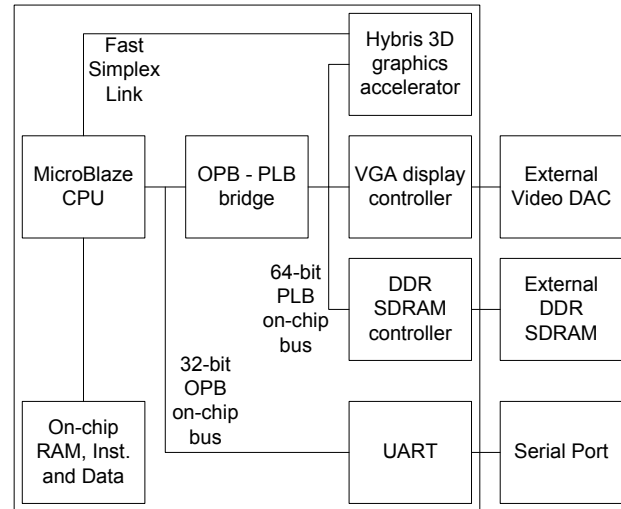 Fast
Simplex
Link
Hybris 3D
graphics
accelerator
MicroBlaze
CPU
OPB - PLB
bridge
VGA display
controller
External
Video DAC
64-bit
PLB
on-chip
bus
DDR
SDRAM
controller
External
DDR
SDRAM
32-bit
OPB
on-chip
bus
On-chip
RAM, Inst.
and Data
UART
Serial Port